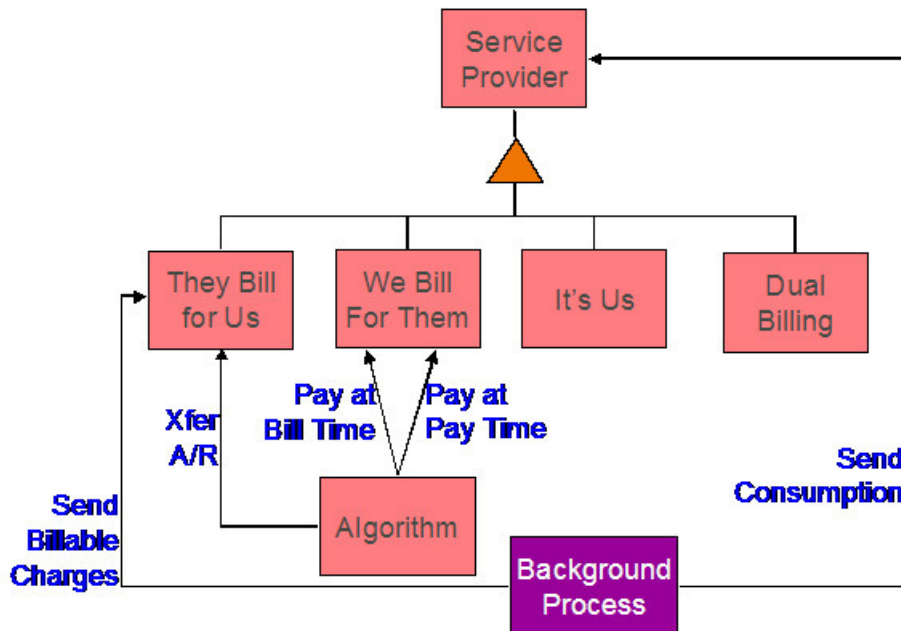 Service
Provider
They Bill
for Us
We Bill
For Them
It's Us
Dual
Billing
Xfer
A/R
Pay at
Bill Time
Pay at
Pay Time
Send
Consumption
Send
Billable
Charges
Algorithm
Background
Process